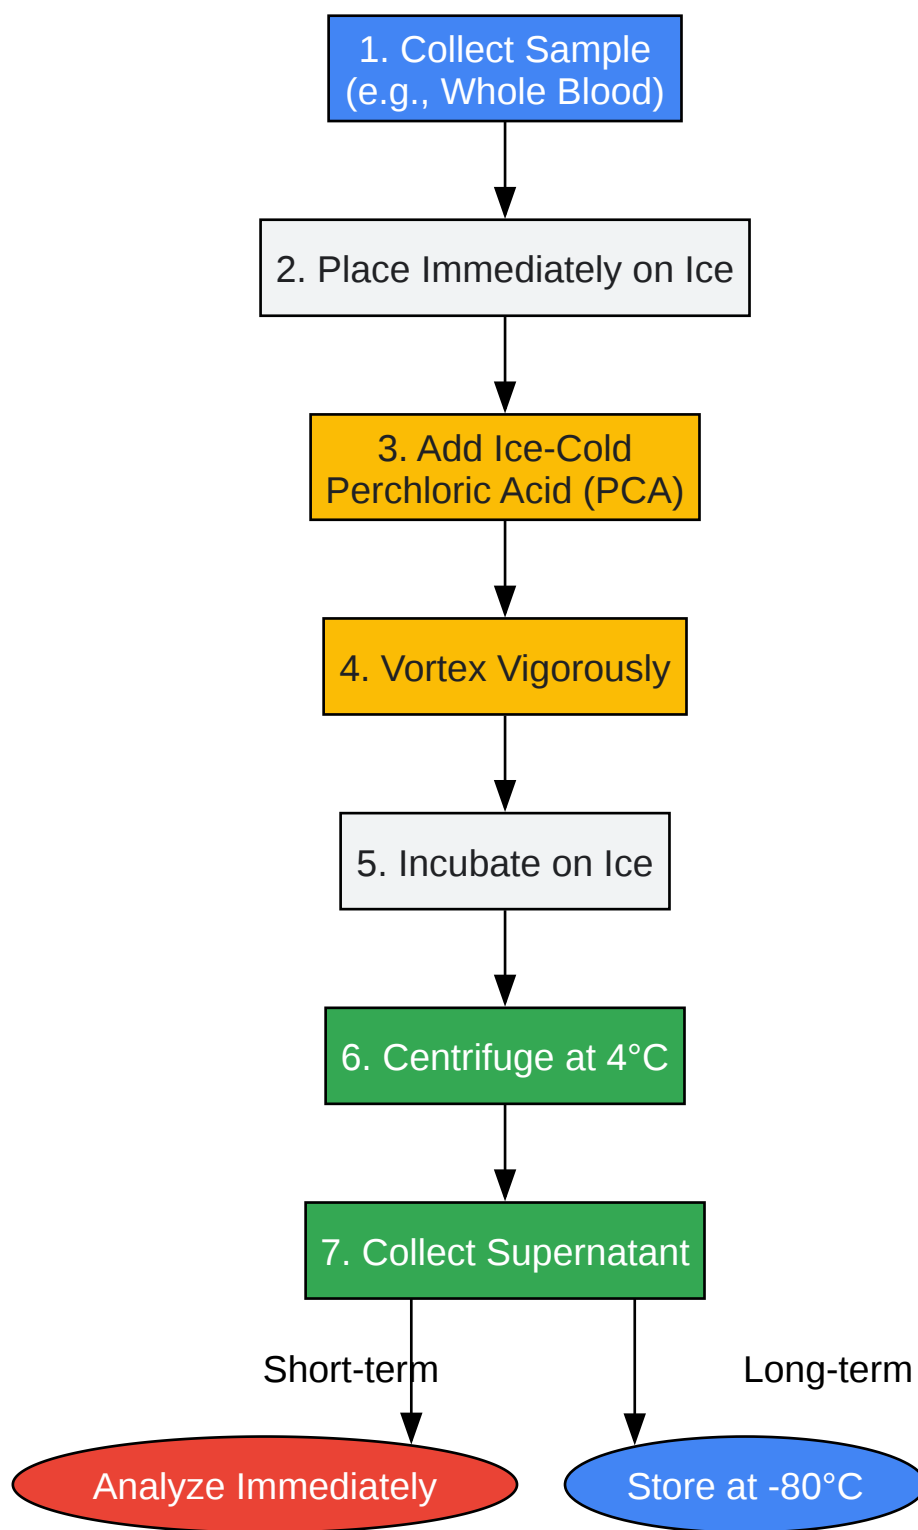 1. Collect Sample
(e.g., Whole Blood)
2. Place Immediately on Ice
3. Add Ice-Cold
Perchloric Acid (PCA)
4. Vortex Vigorously
5. Incubate on Ice
6. Centrifuge at 4°C
7. Collect Supernatant
Short-term
Long-term
Analyze Immediately
Store at -80°C